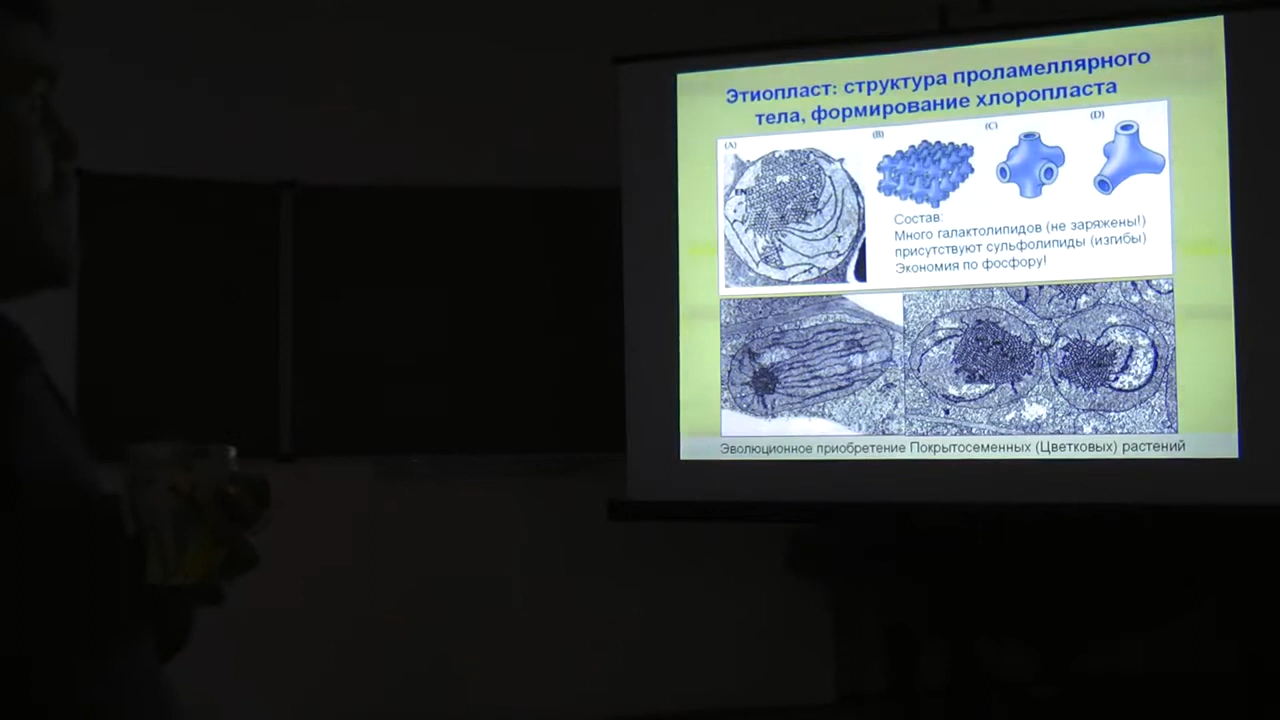 Этиопласт: структура проламеллярного
тела, формирование хлоропласта
(A)
(B)
(C)
(D)
Состав:
Много галактолипидов (не заряжены!)
присутствуют сульфолипиды (изгибы)
Экономия по фосфору!
Эволюционное приобретение Покрытосеменных (Цветковых) растений